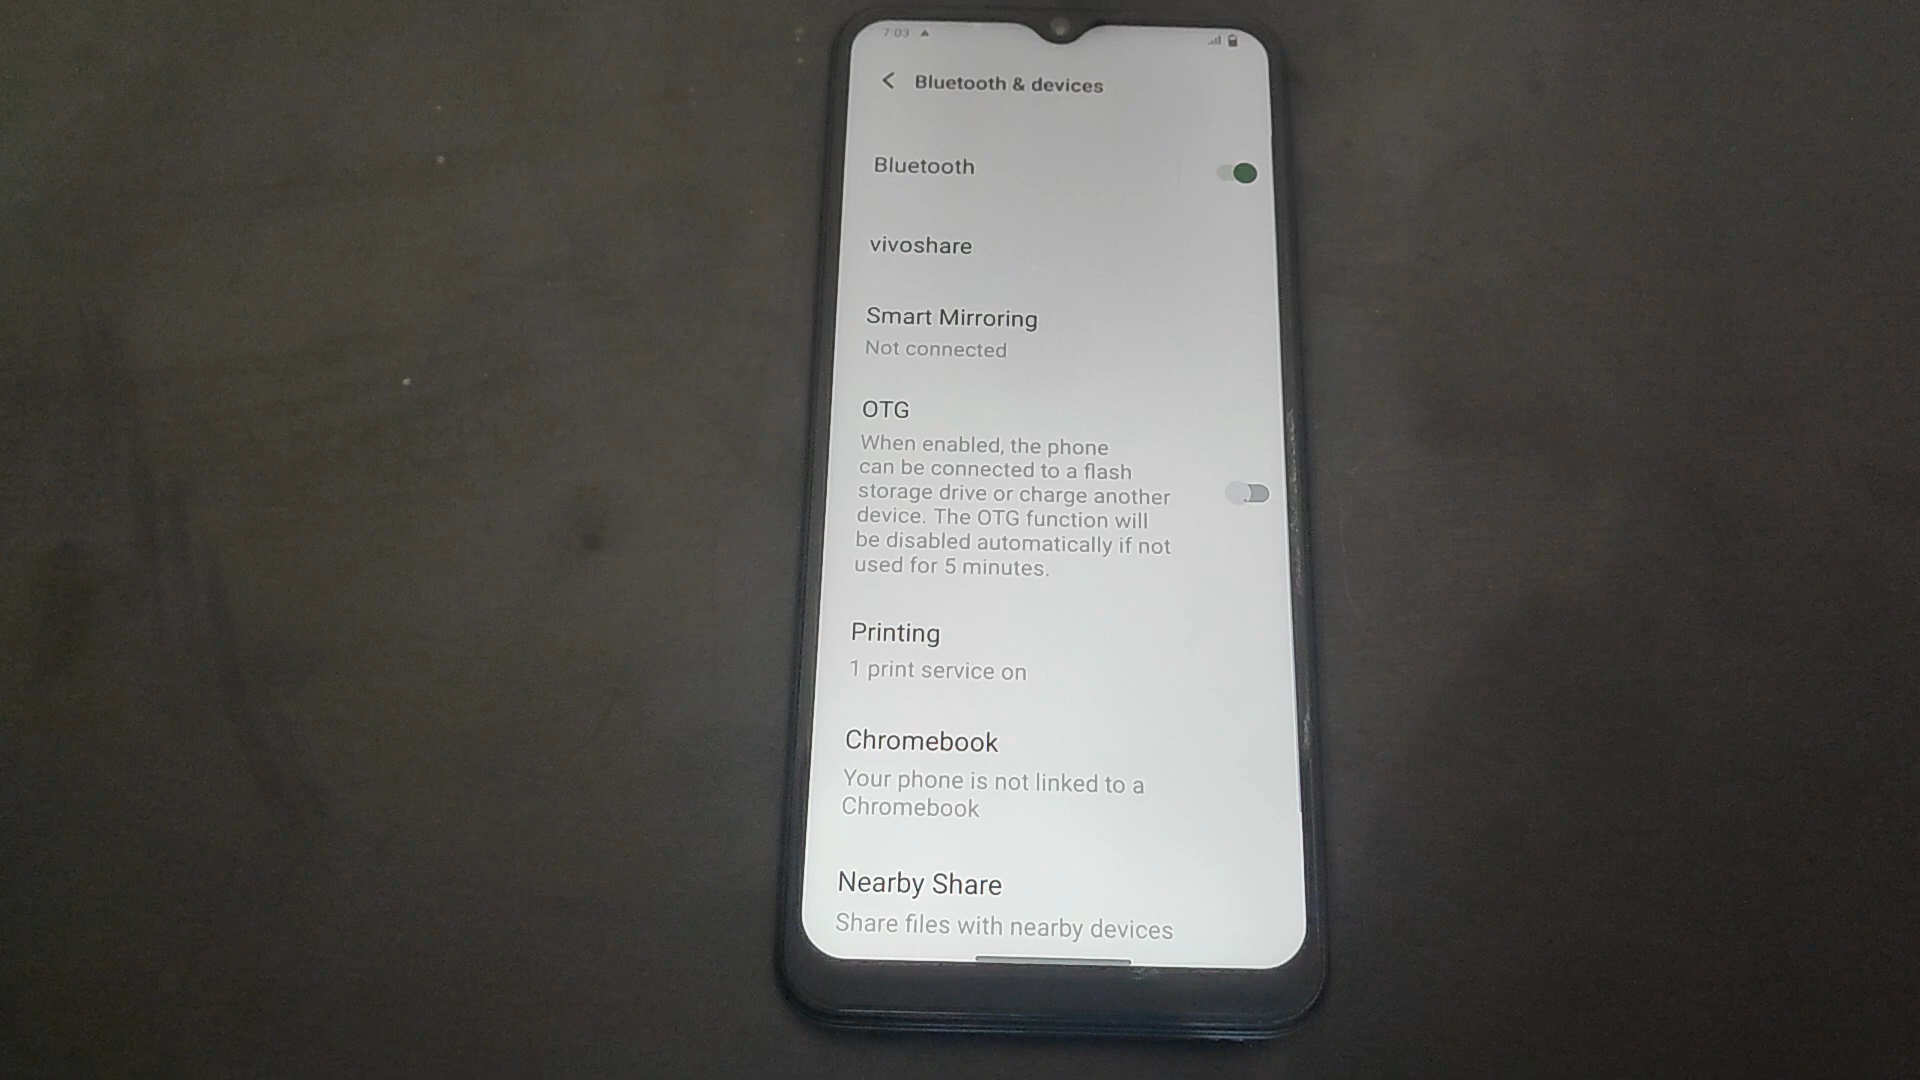 7:03
Bluetooth & devices
Bluetooth
vivoshare
Smart Mirroring
Not connected
OTG
When enabled, the phone
can be connected to a flash
storage drive or charge another
device. The OTG function will
be disabled automatically if not
used for 5 minutes.
Printing
1 print service on
Chromebook
Your phone is not linked to a
Chromebook
Nearby Share
Share files with nearby devices